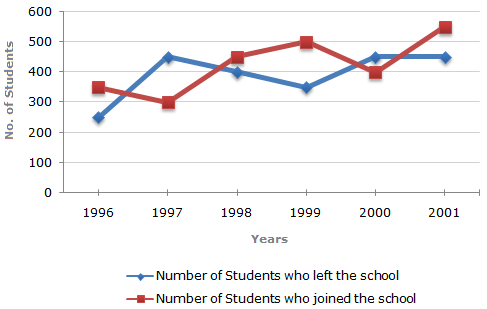 600
500
400
300
200
100
0
No. of Students
1996 1997 1998 1999 2000 2001
Years
Number of Students who left the school
Number of Students who joined the school